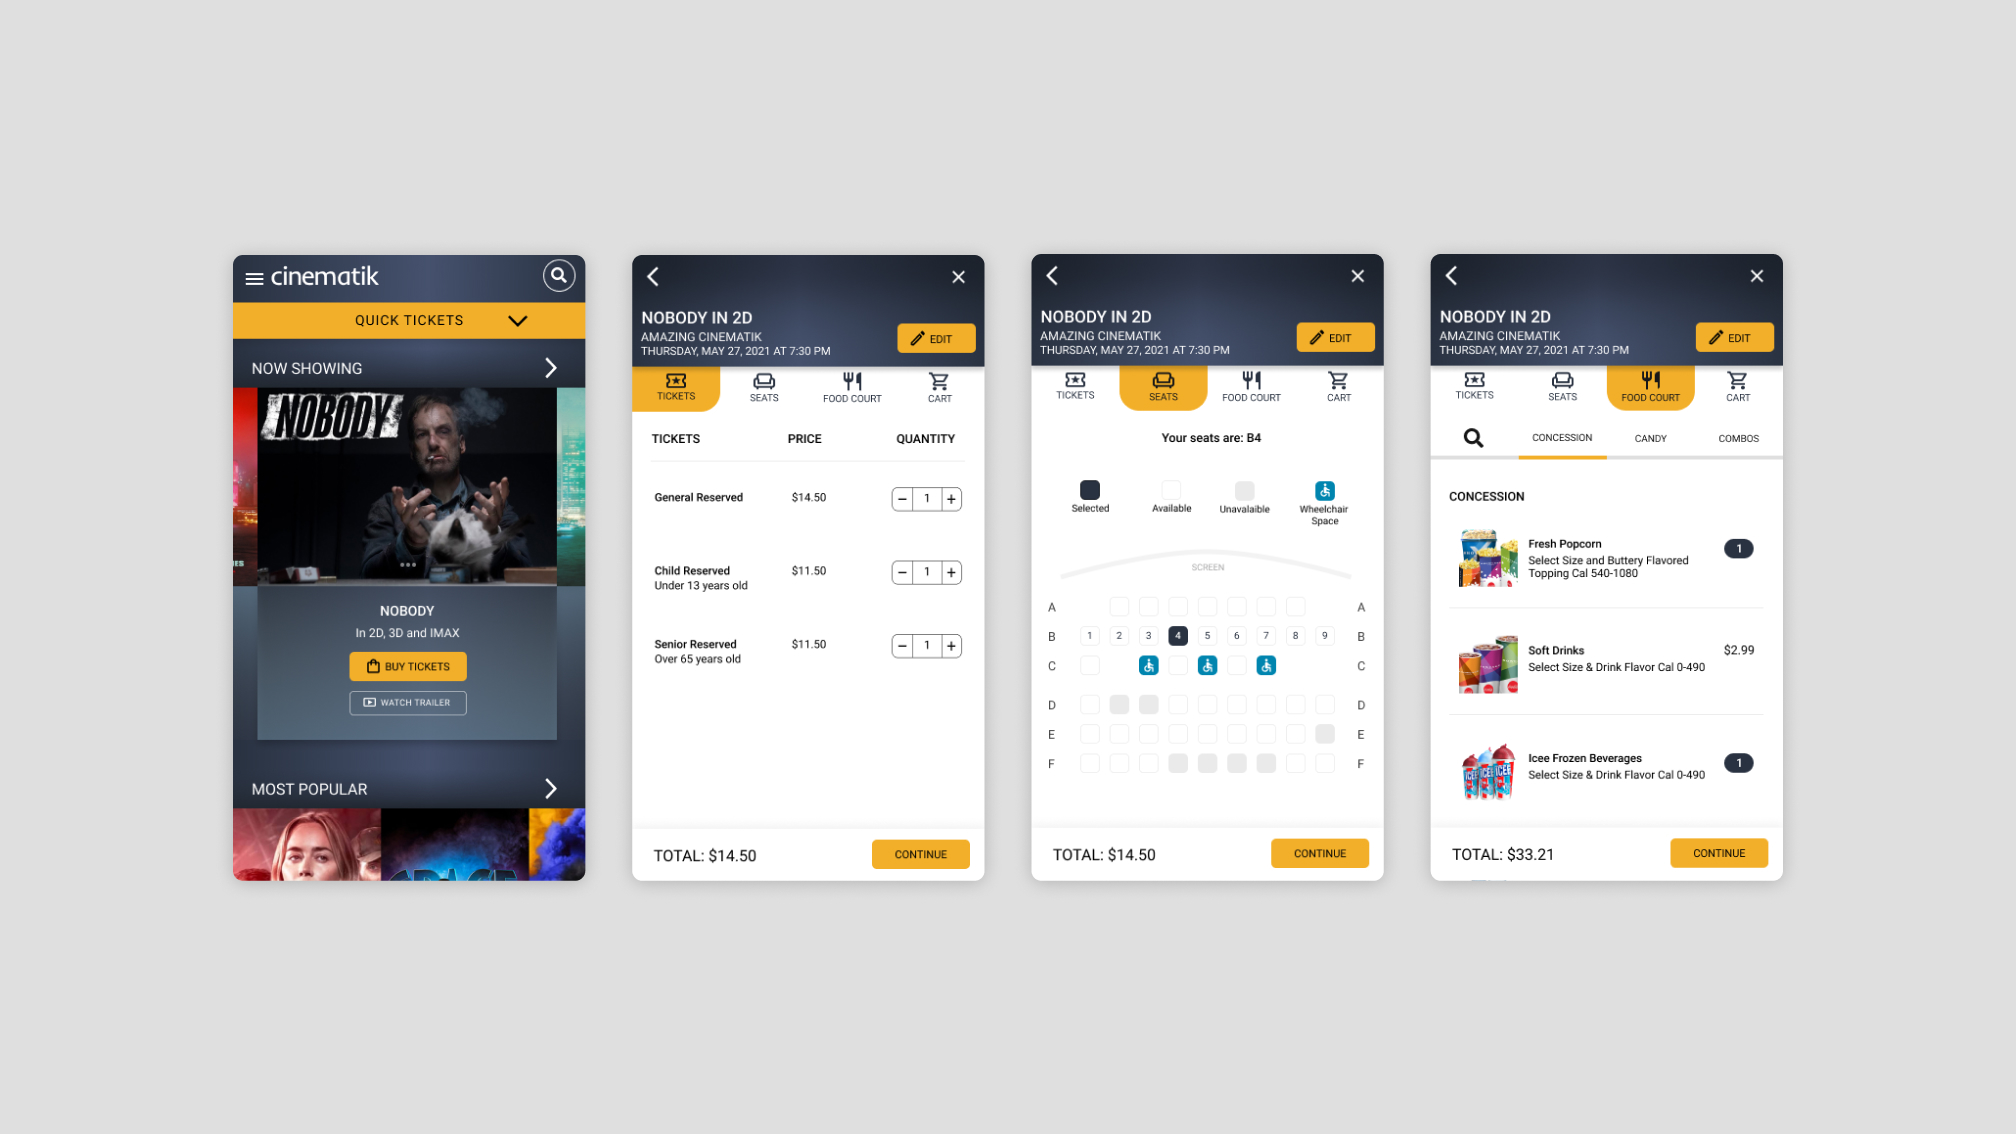 cinematik
QUICK TICKETS
NOW SHOWING
NOBODY
NOBODY
In 2D, 3D and IMAX
BUY TICKETS
WATCH TRAILER
MOST POPULAR
NOBODY IN 2D
AMAZING CINEMATIK
THURSDAY, MAY 27, 2021 AT 7:30 PM
EDIT
TICKETS SEATS FOOD COURT CART
TICKETS PRICE QUANTITY
General Reserved $14.50 − 1 +
Child Reserved $11.50 − 1 +
Under 13 years old
Senior Reserved $11.50 − 1 +
Over 65 years old
TOTAL: $14.50 CONTINUE
NOBODY IN 2D
AMAZING CINEMATIK
THURSDAY, MAY 27, 2021 AT 7:30 PM
EDIT
TICKETS SEATS FOOD COURT CART
Your seats are: B4
Selected Available Unavalaible Wheelchair
Space
SCREEN
A A
B 1 2 3 4 5 6 7 8 9 B
C C
D D
E E
F F
TOTAL: $14.50 CONTINUE
NOBODY IN 2D
AMAZING CINEMATIK
THURSDAY, MAY 27, 2021 AT 7:30 PM
EDIT
TICKETS SEATS FOOD COURT CART
CONCESSION CANDY COMBOS
CONCESSION
Fresh Popcorn 1
Select Size and Buttery Flavored
Topping Cal 540-1080
Soft Drinks $2.99
Select Size & Drink Flavor Cal 0-490
ICEE ICEE ICEE
Icee Frozen Beverages 1
Select Size & Drink Flavor Cal 0-490
TOTAL: $33.21 CONTINUE